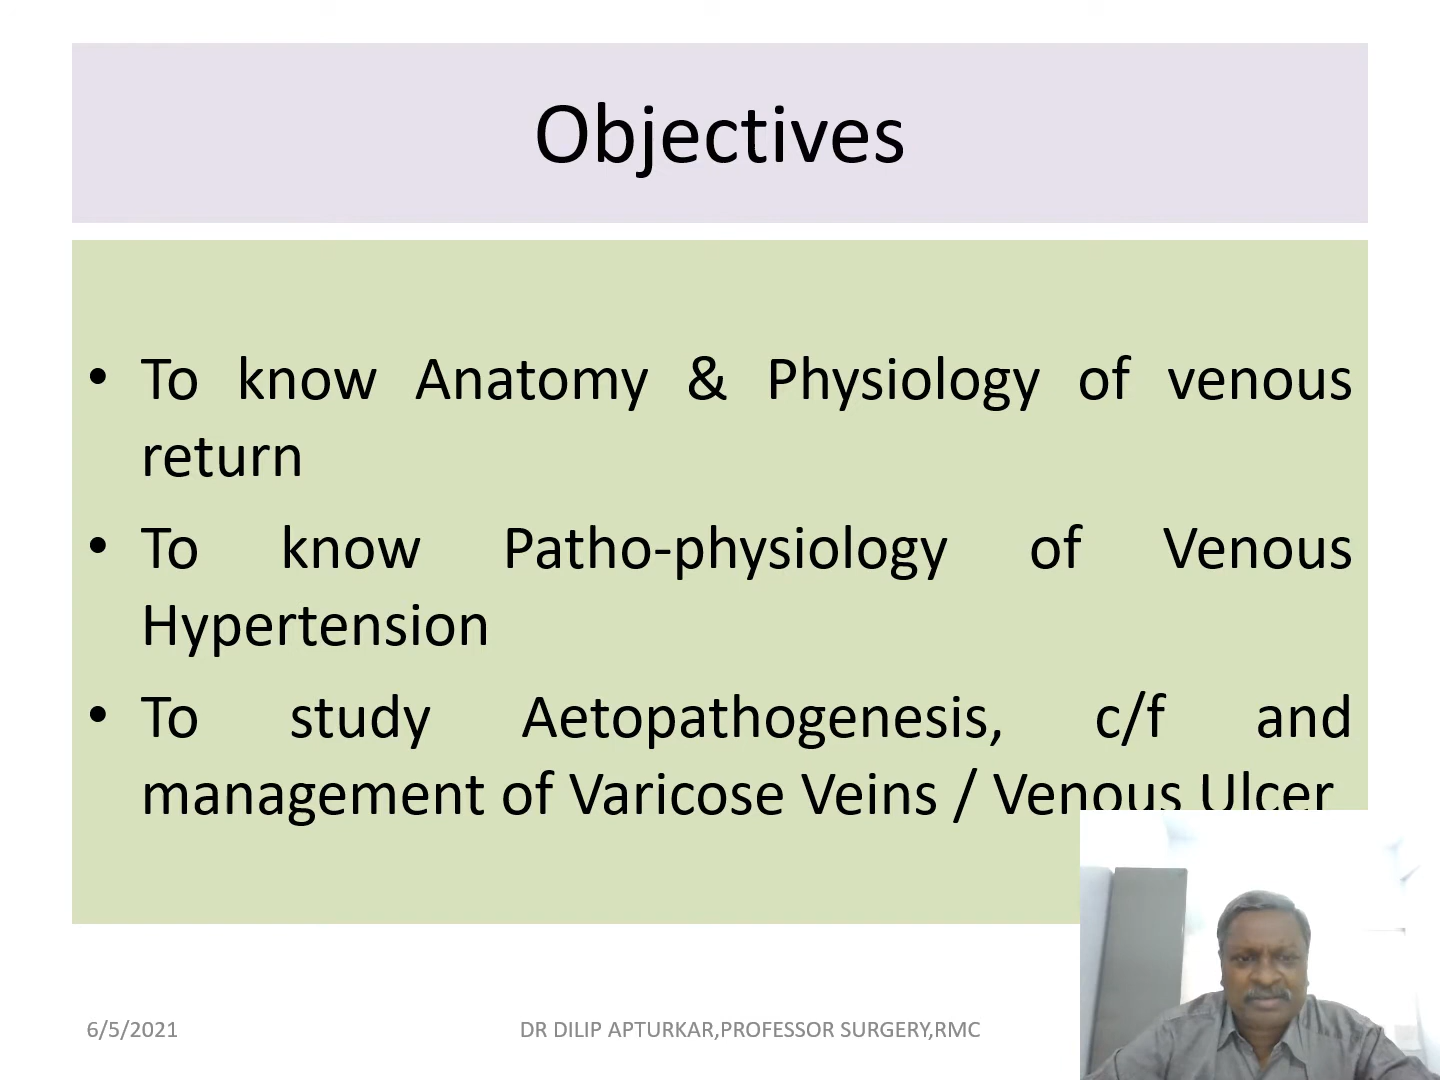 Objectives
• To know Anatomy & Physiology of venous
return
• To know Patho-physiology of Venous
Hypertension
• To study Aetopathogenesis, c/f and
management of Varicose Veins / Venous Ulcer
6/5/2021
DR DILIP APTURKAR,PROFESSOR SURGERY,RMC